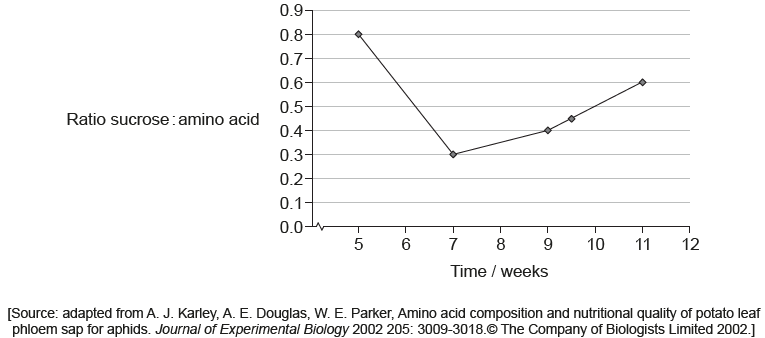 0.9
0.8
0.7
0.6
0.5
0.4
0.3
0.2
0.1
0.0
Ratio sucrose : amino acid
5 6 7 8 9 10 11 12
Time / weeks
[Source: adapted from A. J. Karley, A. E. Douglas, W. E. Parker, Amino acid composition and nutritional quality of potato leaf
phloem sap for aphids. Journal of Experimental Biology 2002 205: 3009-3018.© The Company of Biologists Limited 2002.]